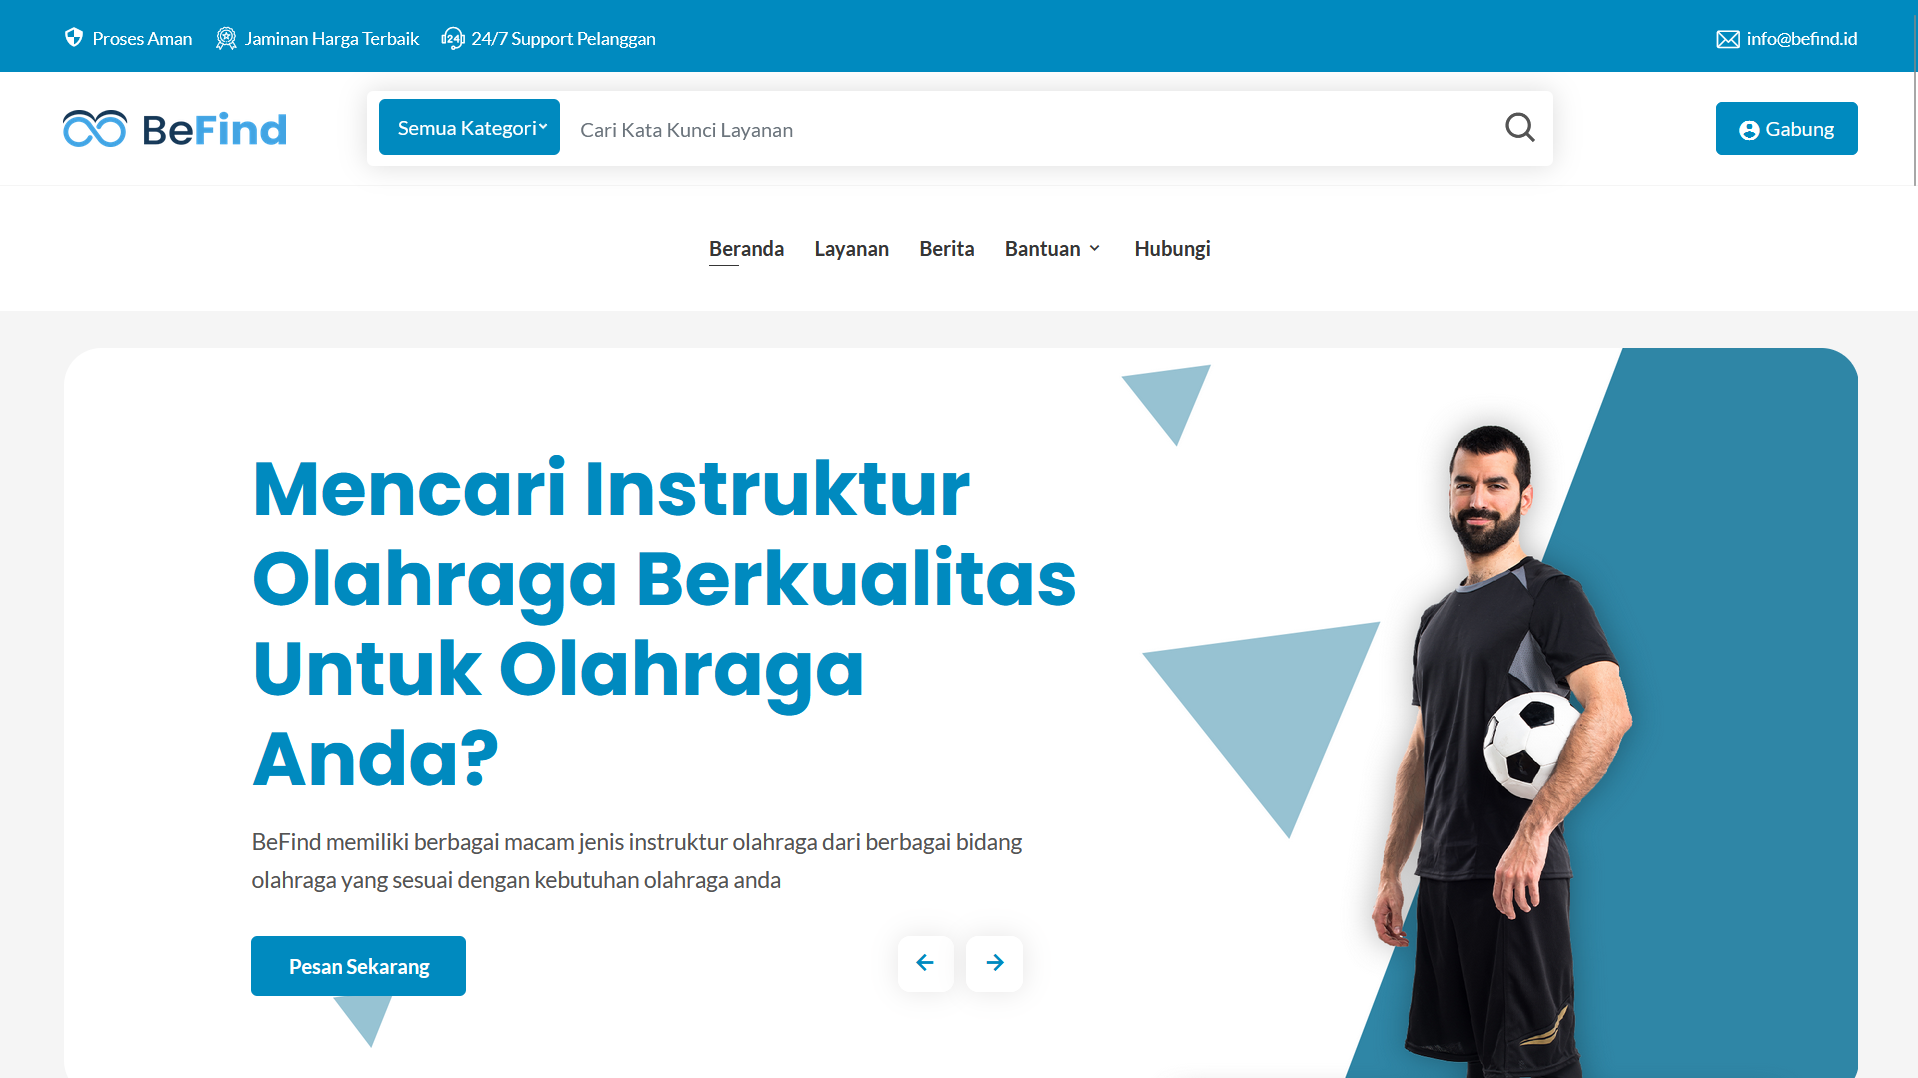 Proses Aman
Jaminan Harga Terbaik
24/7 Support Pelanggan
info@befind.id
BeFind
Semua Kategori
Cari Kata Kunci Layanan
Gabung
Beranda
Layanan
Berita
Bantuan
Hubungi
Mencari Instruktur
Olahraga Berkualitas
Untuk Olahraga
Anda?
BeFind memiliki berbagai macam jenis instruktur olahraga dari berbagai bidang
olahraga yang sesuai dengan kebutuhan olahraga anda
Pesan Sekarang